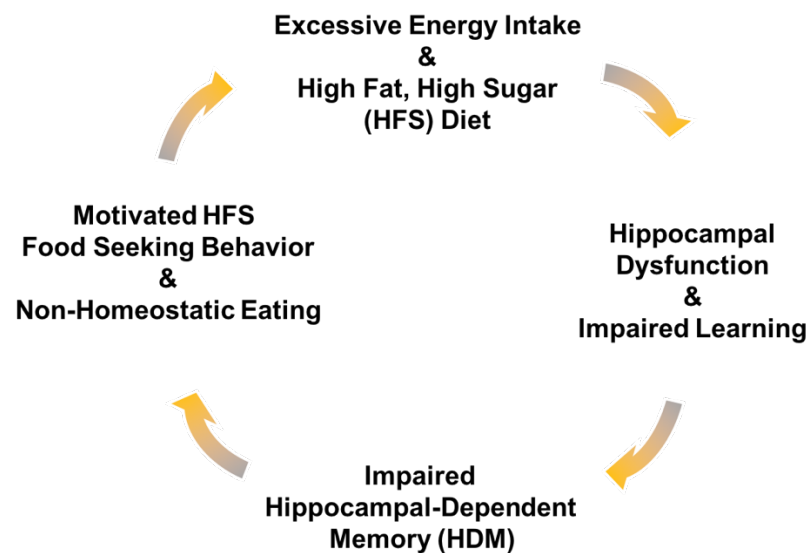 Excessive Energy Intake
&
High Fat, High Sugar
(HFS) Diet
Hippocampal
Dysfunction
&
Impaired Learning
Impaired
Hippocampal-Dependent
Memory (HDM)
Motivated HFS
Food Seeking Behavior
&
Non-Homeostatic Eating